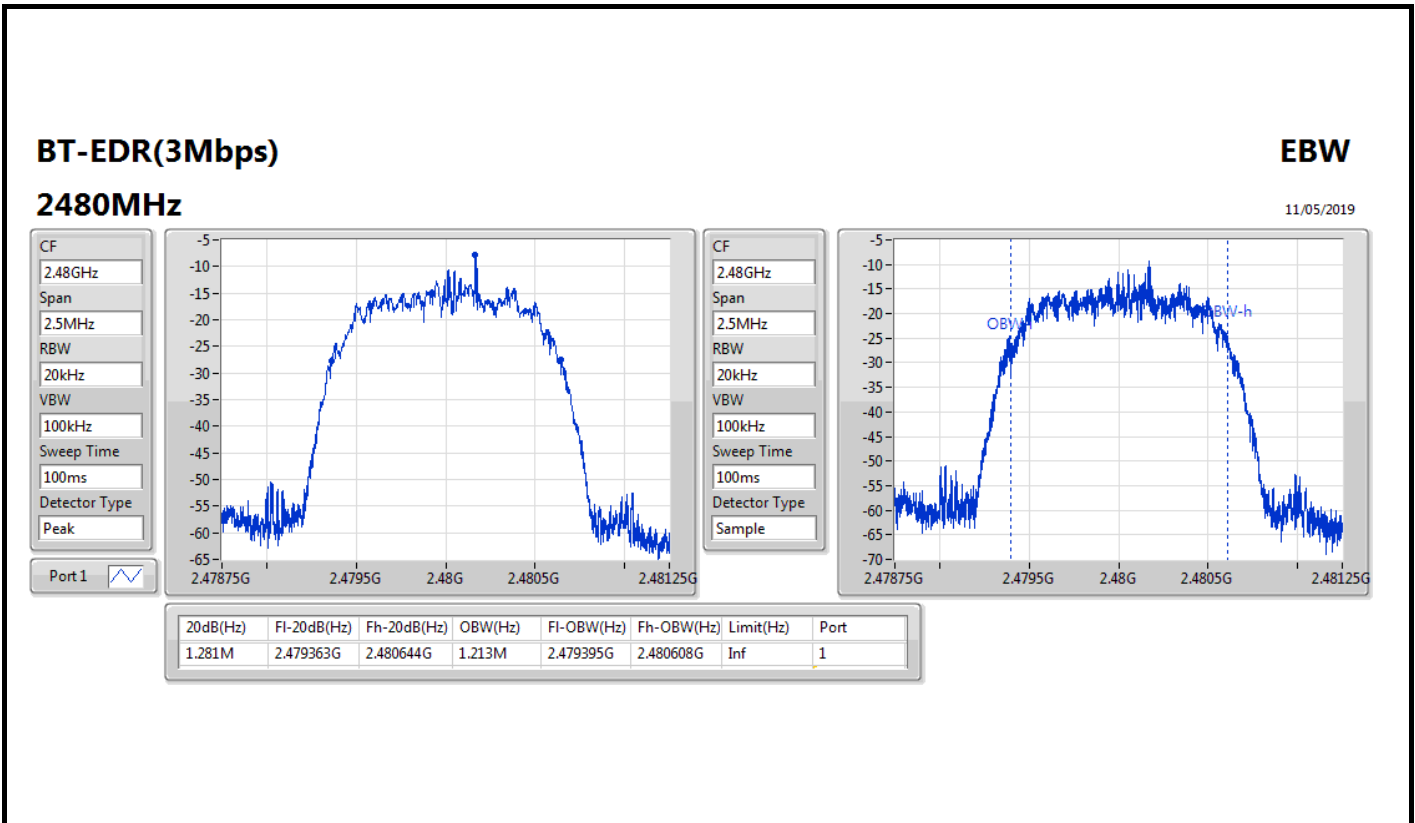 BT-EDR(3Mbps)
EBW
2480MHz
11/05/2019
CF
2.48GHz
Span
2.5MHz
RBW
20kHz
VBW
100kHz
Sweep Time
100ms
Detector Type
Peak
Port 1
-5
-10
-15
-20
-25
-30
-35
-40
-45
-50
-55
-60
-65
2.47875G 2.4795G 2.48G 2.4805G 2.48125G
CF
2.48GHz
Span
2.5MHz
RBW
20kHz
VBW
100kHz
Sweep Time
100ms
Detector Type
Sample
-5
-10
-15
-20
-25
-30
-35
-40
-45
-50
-55
-60
-65
-70
OBW
BW-h
2.47875G 2.4795G 2.48G 2.4805G 2.48125G
20dB(Hz) Fl-20dB(Hz) Fh-20dB(Hz) OBW(Hz) Fl-OBW(Hz) Fh-OBW(Hz) Limit(Hz) Port
1.281M 2.479363G 2.480644G 1.213M 2.479395G 2.480608G Inf 1